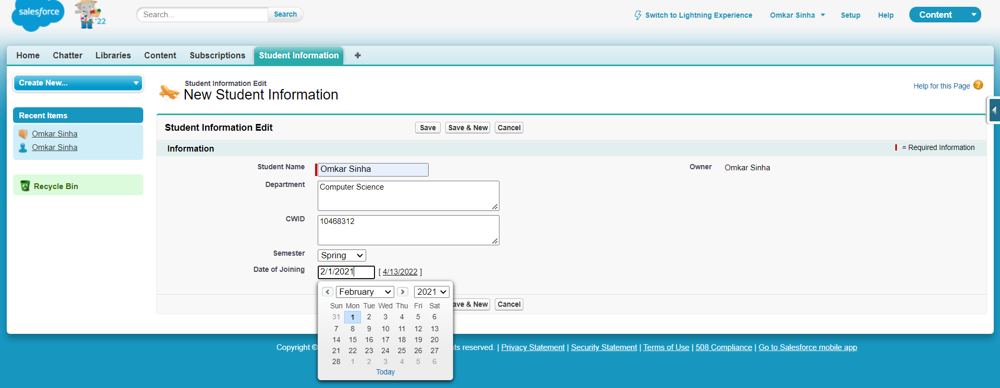 salesforce
'22
Search...
Search
Switch to Lightning Experience
Omkar Sinha
Setup
Help
Content
Home
Chatter
Libraries
Content
Subscriptions
Student Information
Create New...
Recent Items
Omkar Sinha
Omkar Sinha
Recycle Bin
Student Information Edit
New Student Information
Help for this Page
?
Student Information Edit
Save
Save & New
Cancel
Information
= Required Information
Student Name
Omkar Sinha
Owner
Omkar Sinha
Department
Computer Science
CWID
10468312
Semester
Spring
Date of Joining
2/1/2021
[ 4/13/2022 ]
February
2021
Sun Mon Tue Wed Thu Fri Sat
31 1 2 3 4 5 6
7 8 9 10 11 12 13
14 15 16 17 18 19 20
21 22 23 24 25 26 27
28 1 2 3 4 5 6
Today
ave & New
Cancel
Copyright ©
ts reserved. | Privacy Statement | Security Statement | Terms of Use | 508 Compliance | Go to Salesforce mobile app